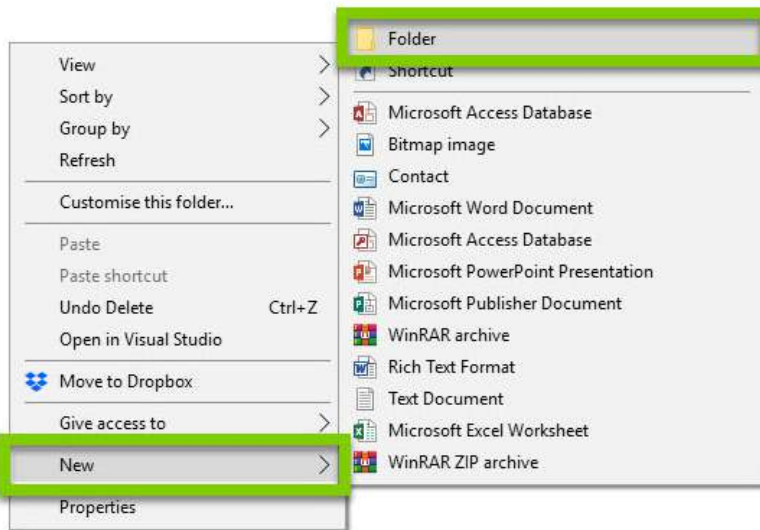 View
Sort by
Group by
Refresh
Customise this folder...
Paste
Paste shortcut
Undo Delete Ctrl+Z
Open in Visual Studio
Move to Dropbox
Give access to
New
Properties
Folder
Shortcut
Microsoft Access Database
Bitmap image
Contact
Microsoft Word Document
Microsoft Access Database
Microsoft PowerPoint Presentation
Microsoft Publisher Document
WinRAR archive
Rich Text Format
Text Document
Microsoft Excel Worksheet
WinRAR ZIP archive